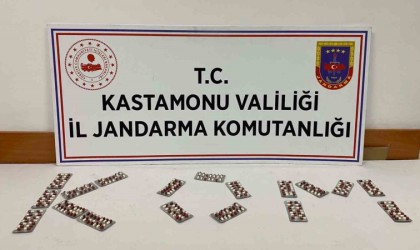 T.C.
KASTAMONU VALİLİĞİ
İL JANDARMA KOMUTANLIĞI
KOM